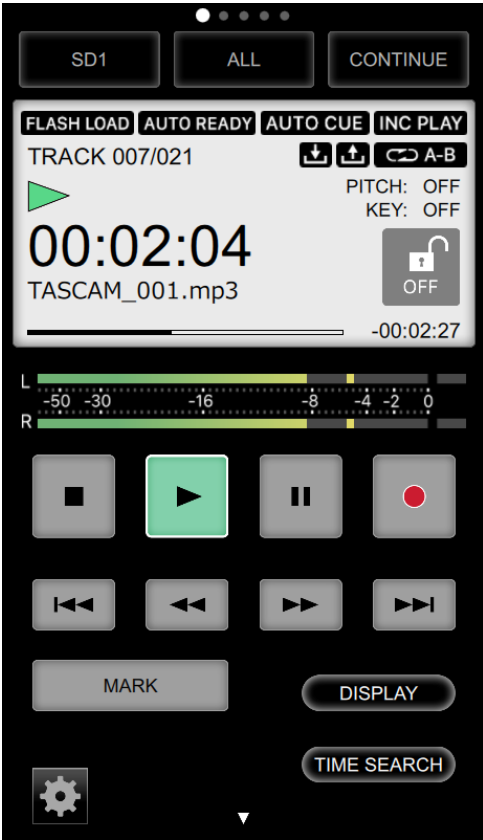 SD1 ALL CONTINUE
FLASH LOAD AUTO READY AUTO CUE INC PLAY
TRACK 007/021 A-B
PITCH: OFF
KEY: OFF
00:02:04
OFF
TASCAM_001.mp3
-00:02:27
L
-50 -30 -16 -8 -4 -2 0
R
MARK
DISPLAY
TIME SEARCH